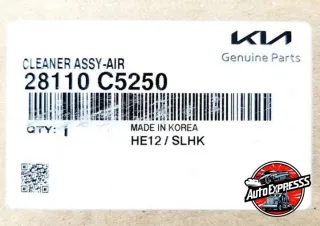 CLEANER ASSY-AIR
28110 C5250
KIA
Genuine Parts
QTY: 1
MADE IN KOREA
HE12 / SLHK
AutoExpresss